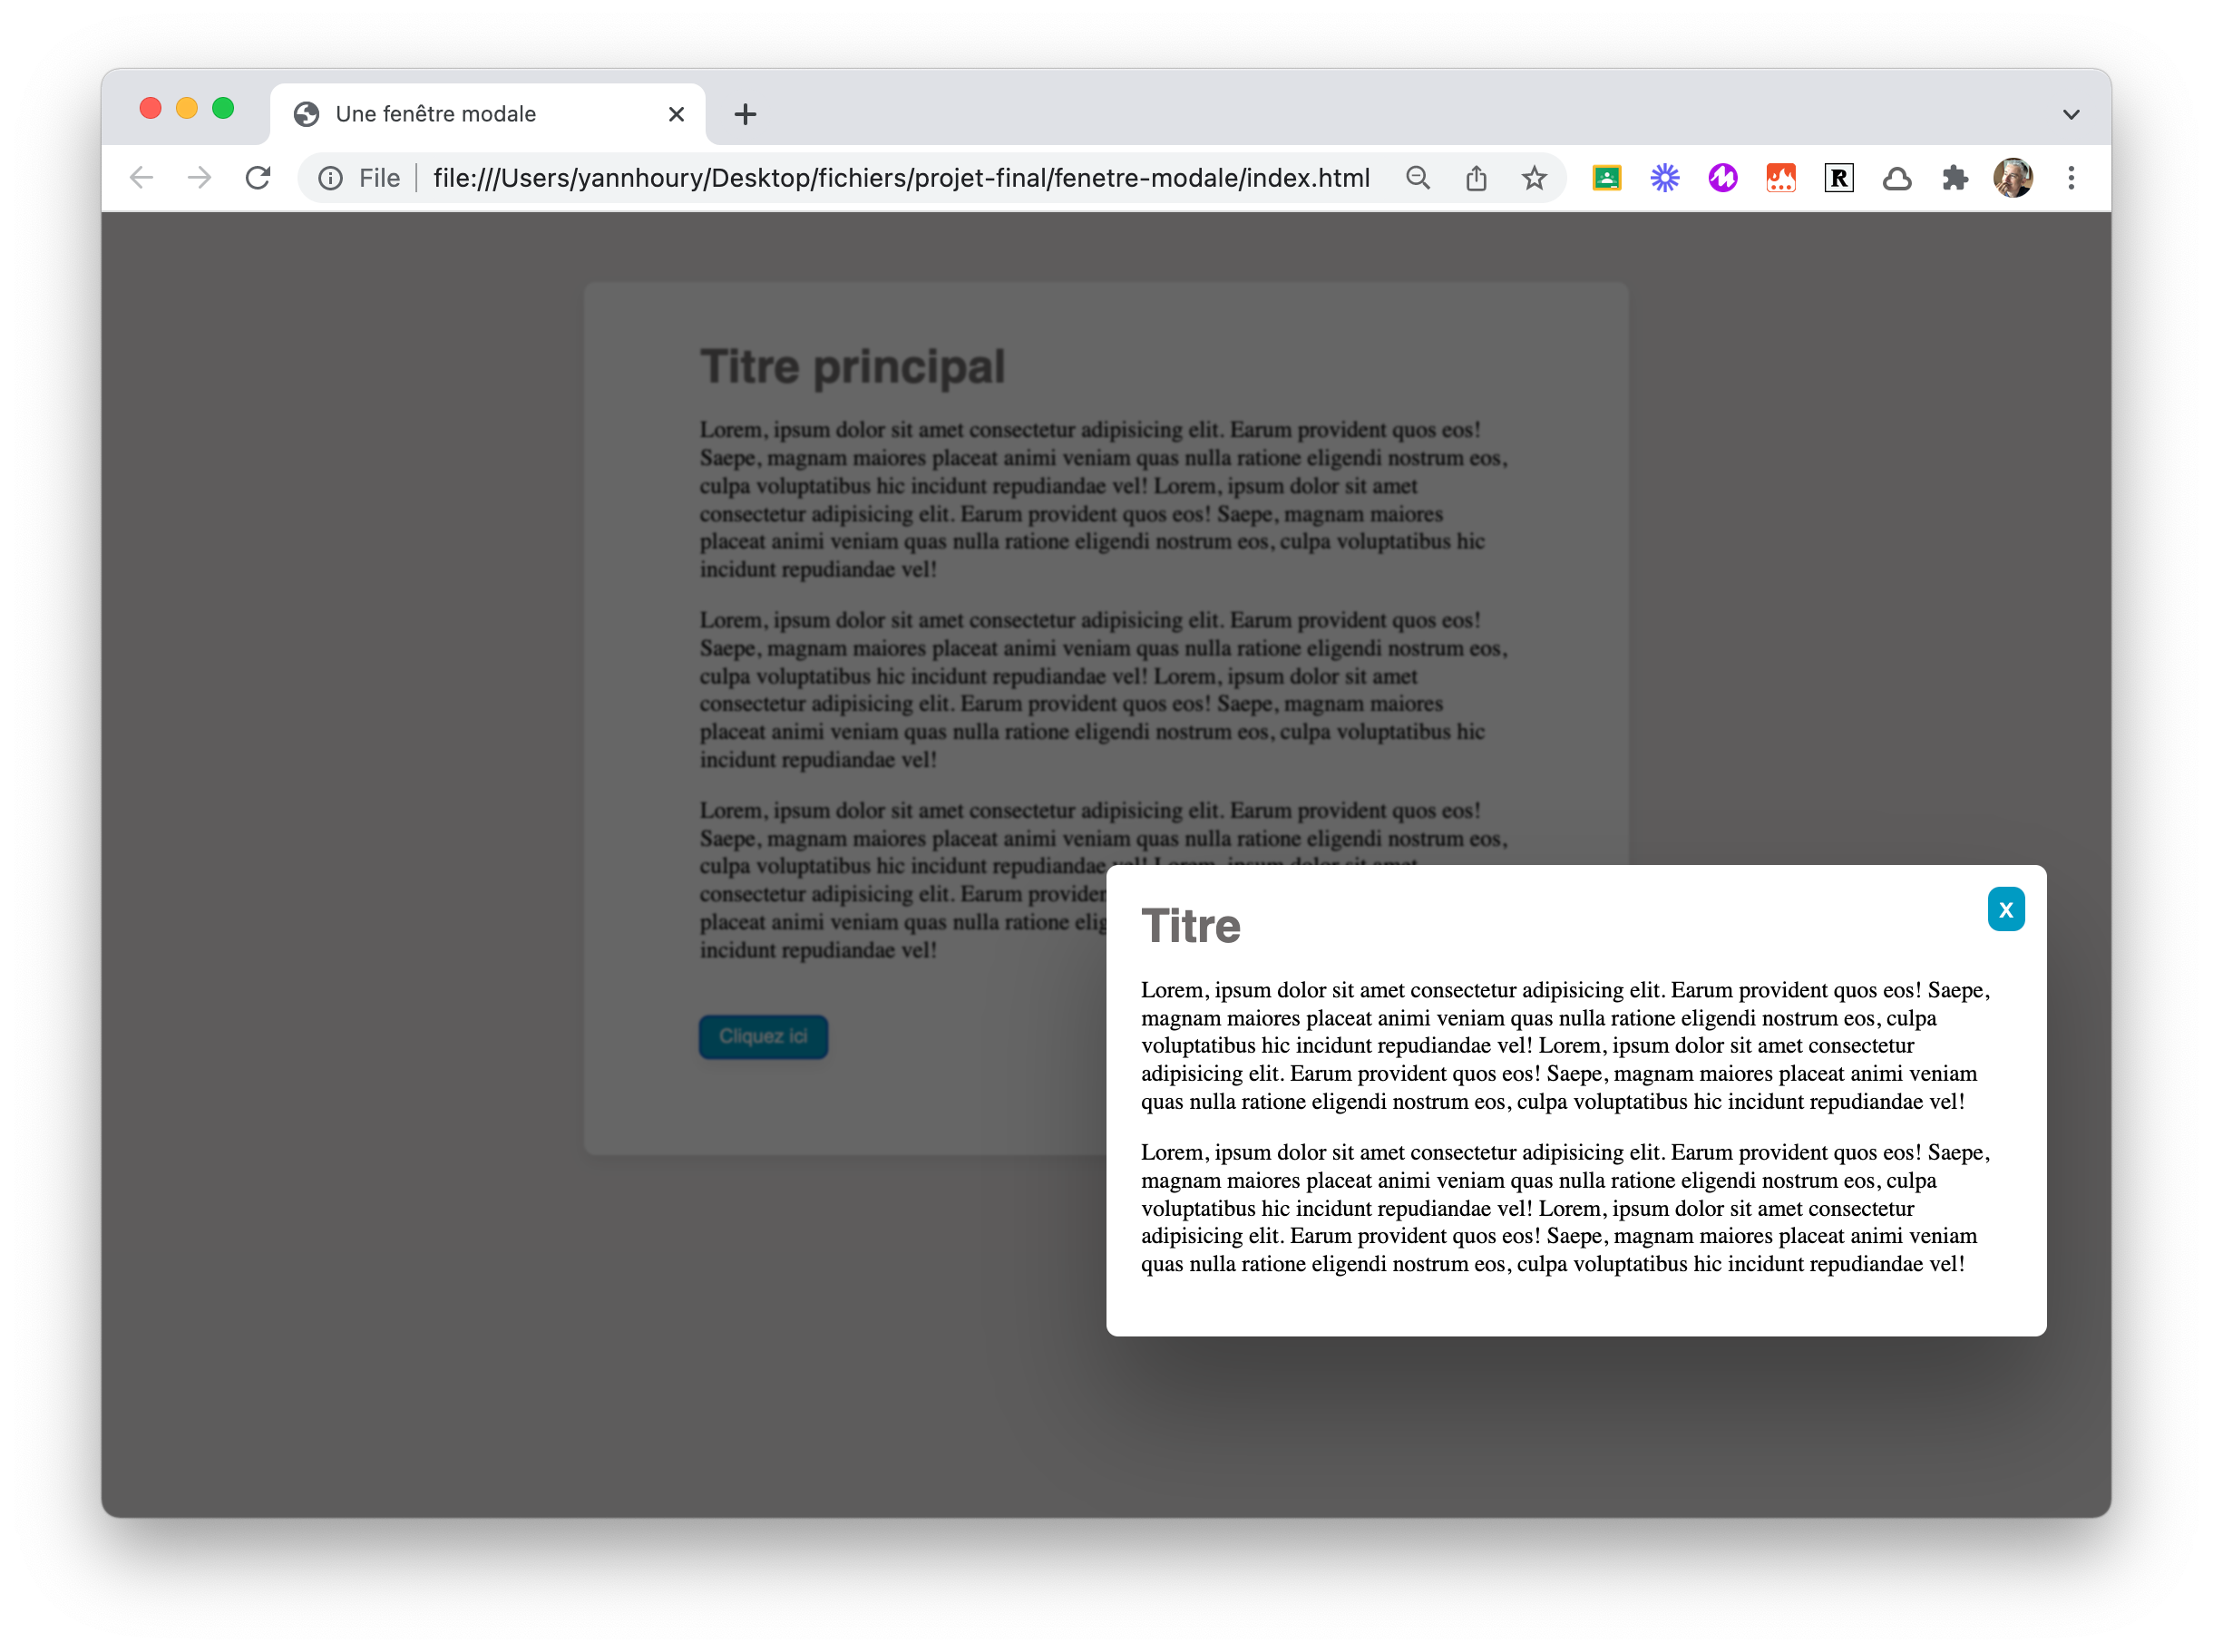 Une fenêtre modale
File
file:///Users/yannhoury/Desktop/fichiers/projet-final/fenetre-modale/index.html
R
Titre principal
Lorem, ipsum dolor sit amet consectetur adipisicing elit. Earum provident quos eos!
Saepe, magnam maiores placeat animi veniam quas nulla ratione eligendi nostrum eos,
culpa voluptatibus hic incidunt repudiandae vel! Lorem, ipsum dolor sit amet
consectetur adipisicing elit. Earum provident quos eos! Saepe, magnam maiores
placeat animi veniam quas nulla ratione eligendi nostrum eos, culpa voluptatibus hic
incidunt repudiandae vel!
Lorem, ipsum dolor sit amet consectetur adipisicing elit. Earum provident quos eos!
Saepe, magnam maiores placeat animi veniam quas nulla ratione eligendi nostrum eos,
culpa voluptatibus hic incidunt repudiandae vel! Lorem, ipsum dolor sit amet
consectetur adipisicing elit. Earum provident quos eos! Saepe, magnam maiores
placeat animi veniam quas nulla ratione eligendi nostrum eos, culpa voluptatibus hic
incidunt repudiandae vel!
Lorem, ipsum dolor sit amet consectetur adipisicing elit. Earum provident quos eos!
Saepe, magnam maiores placeat animi veniam quas nulla ratione eligendi nostrum eos,
culpa voluptatibus hic incidunt repudiandae vel! Lorem, ipsum dolor sit amet
consectetur adipisicing elit. Earum
placeat animi veniam quas nulla ratione
incidunt repudiandae vel!
Cliquez ici
Titre
x
Lorem, ipsum dolor sit amet consectetur adipisicing elit. Earum provident quos eos! Saepe,
magnam maiores placeat animi veniam quas nulla ratione eligendi nostrum eos, culpa
voluptatibus hic incidunt repudiandae vel! Lorem, ipsum dolor sit amet consectetur
adipisicing elit. Earum provident quos eos! Saepe, magnam maiores placeat animi veniam
quas nulla ratione eligendi nostrum eos, culpa voluptatibus hic incidunt repudiandae vel!
Lorem, ipsum dolor sit amet consectetur adipisicing elit. Earum provident quos eos! Saepe,
magnam maiores placeat animi veniam quas nulla ratione eligendi nostrum eos, culpa
voluptatibus hic incidunt repudiandae vel! Lorem, ipsum dolor sit amet consectetur
adipisicing elit. Earum provident quos eos! Saepe, magnam maiores placeat animi veniam
quas nulla ratione eligendi nostrum eos, culpa voluptatibus hic incidunt repudiandae vel!